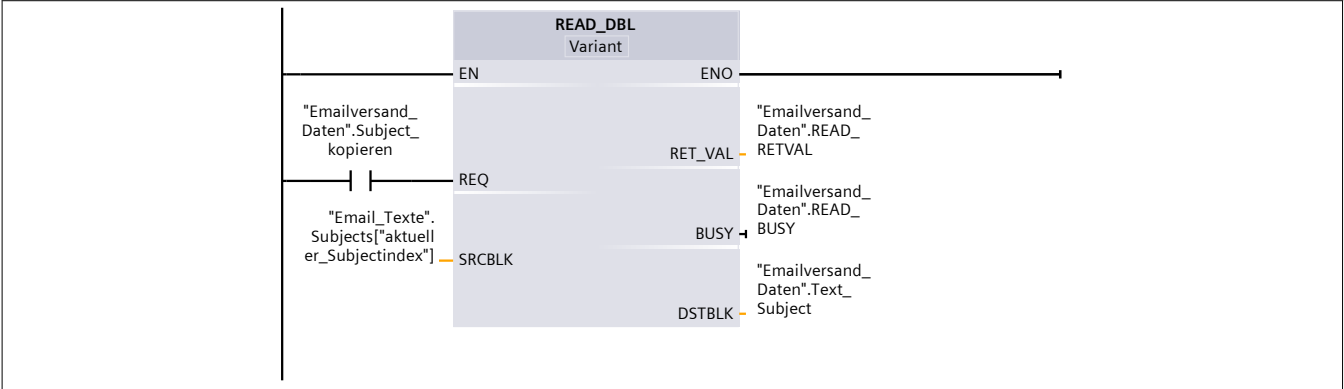 READ_DBL
Variant
EN
ENO
"Emailversand_
Daten".Subject_
kopieren
"Emailversand_
Daten".READ_
RETVAL
RET_VAL
REQ
"Emailversand_
Daten".READ_
BUSY
BUSY
"Email_Texte".
Subjects["aktuell
er_Subjectindex"]
SRCBLK
"Emailversand_
Daten".Text_
Subject
DSTBLK